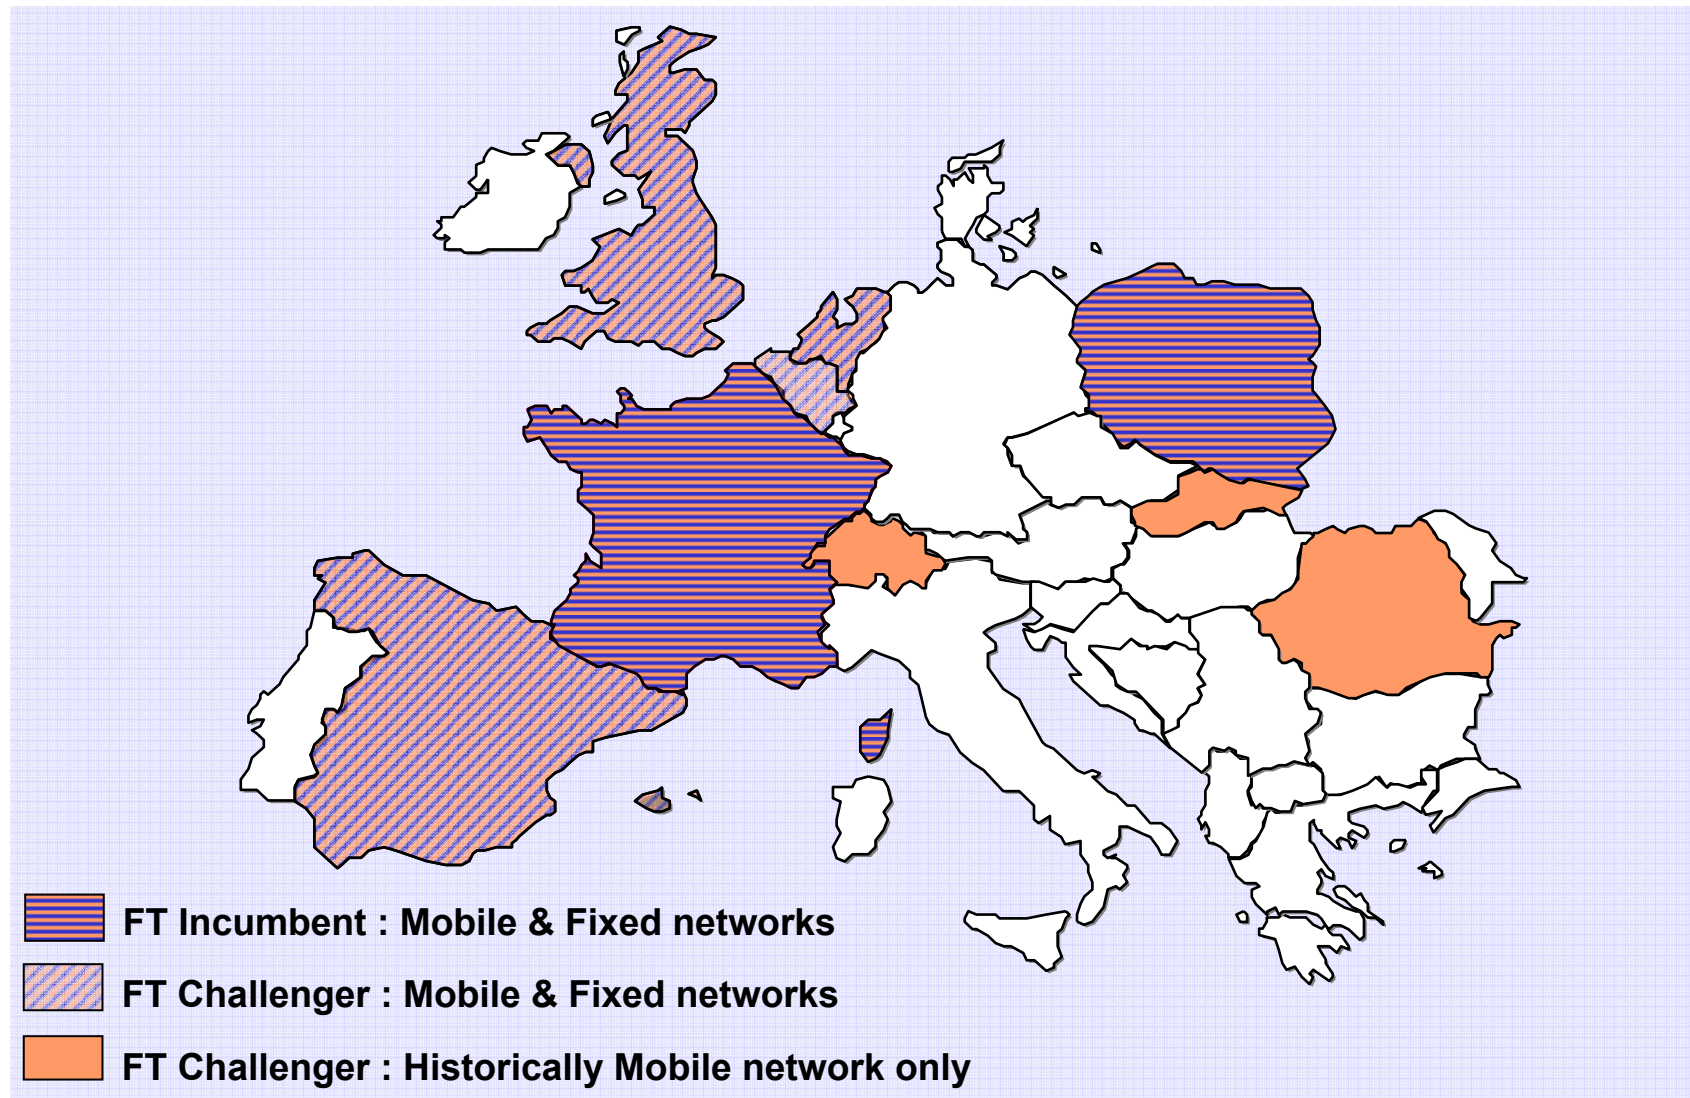 FT Incumbent : Mobile & Fixed networks
FT Challenger : Mobile & Fixed networks
FT Challenger : Historically Mobile network only